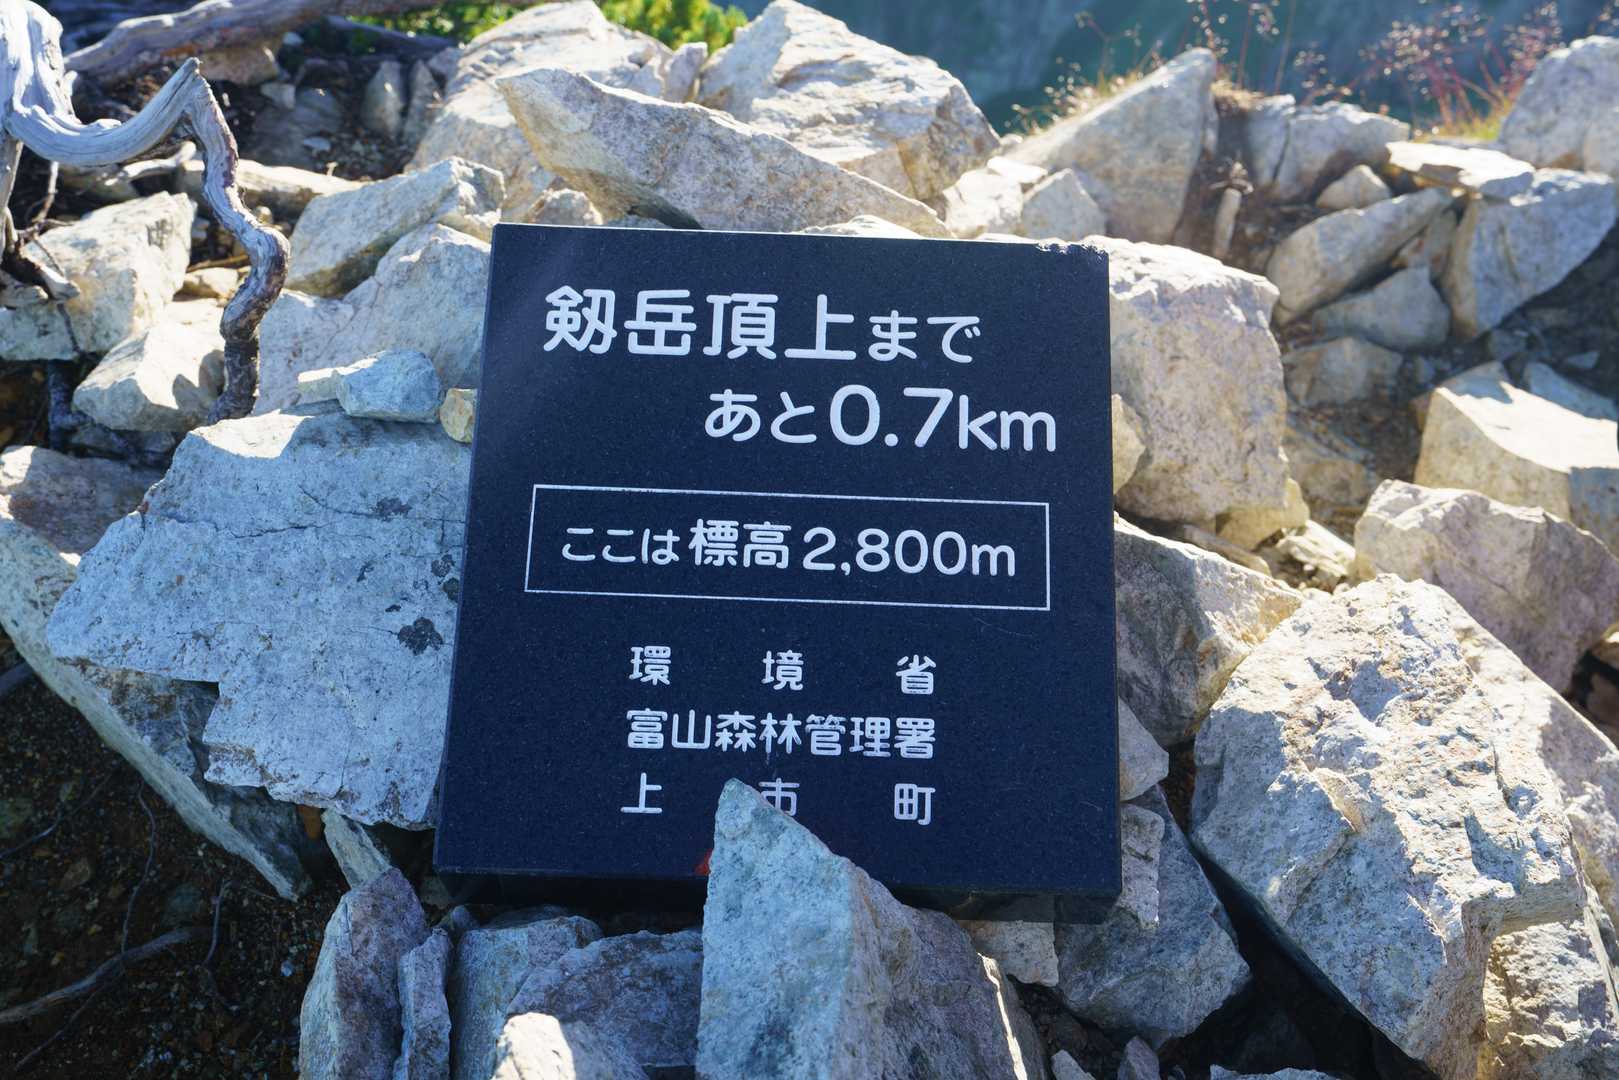 剱岳頂上まで
あと0.7km
ここは標高2,800m
環境省
富山森林管理署
上市町